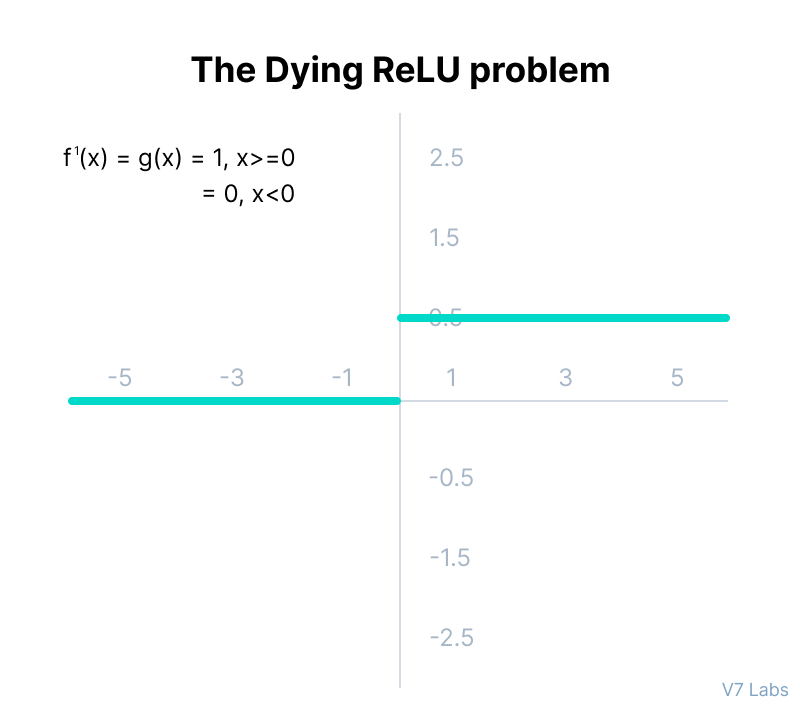 The Dying ReLU problem
f¹(x) = g(x) = 1, x>=0
= 0, x<0
2.5
1.5
0.5
-5 -3 -1 1 3 5
-0.5
-1.5
-2.5
V7 Labs